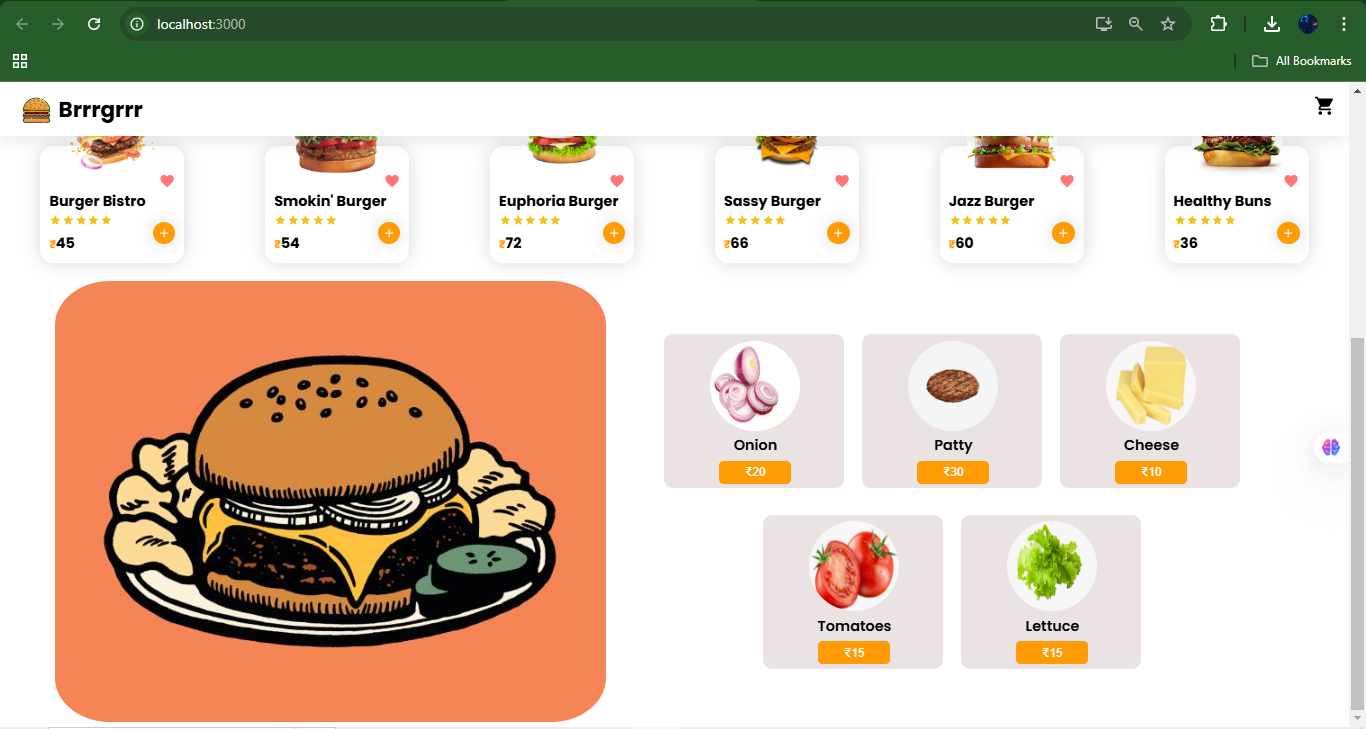 localhost:3000
All Bookmarks
Brrrgrrr
Burger Bistro
₹45
Smokin' Burger
₹54
Euphoria Burger
₹72
Sassy Burger
₹66
Jazz Burger
₹60
Healthy Buns
₹36
Onion
₹20
Patty
₹30
Cheese
₹10
Tomatoes
₹15
Lettuce
₹15